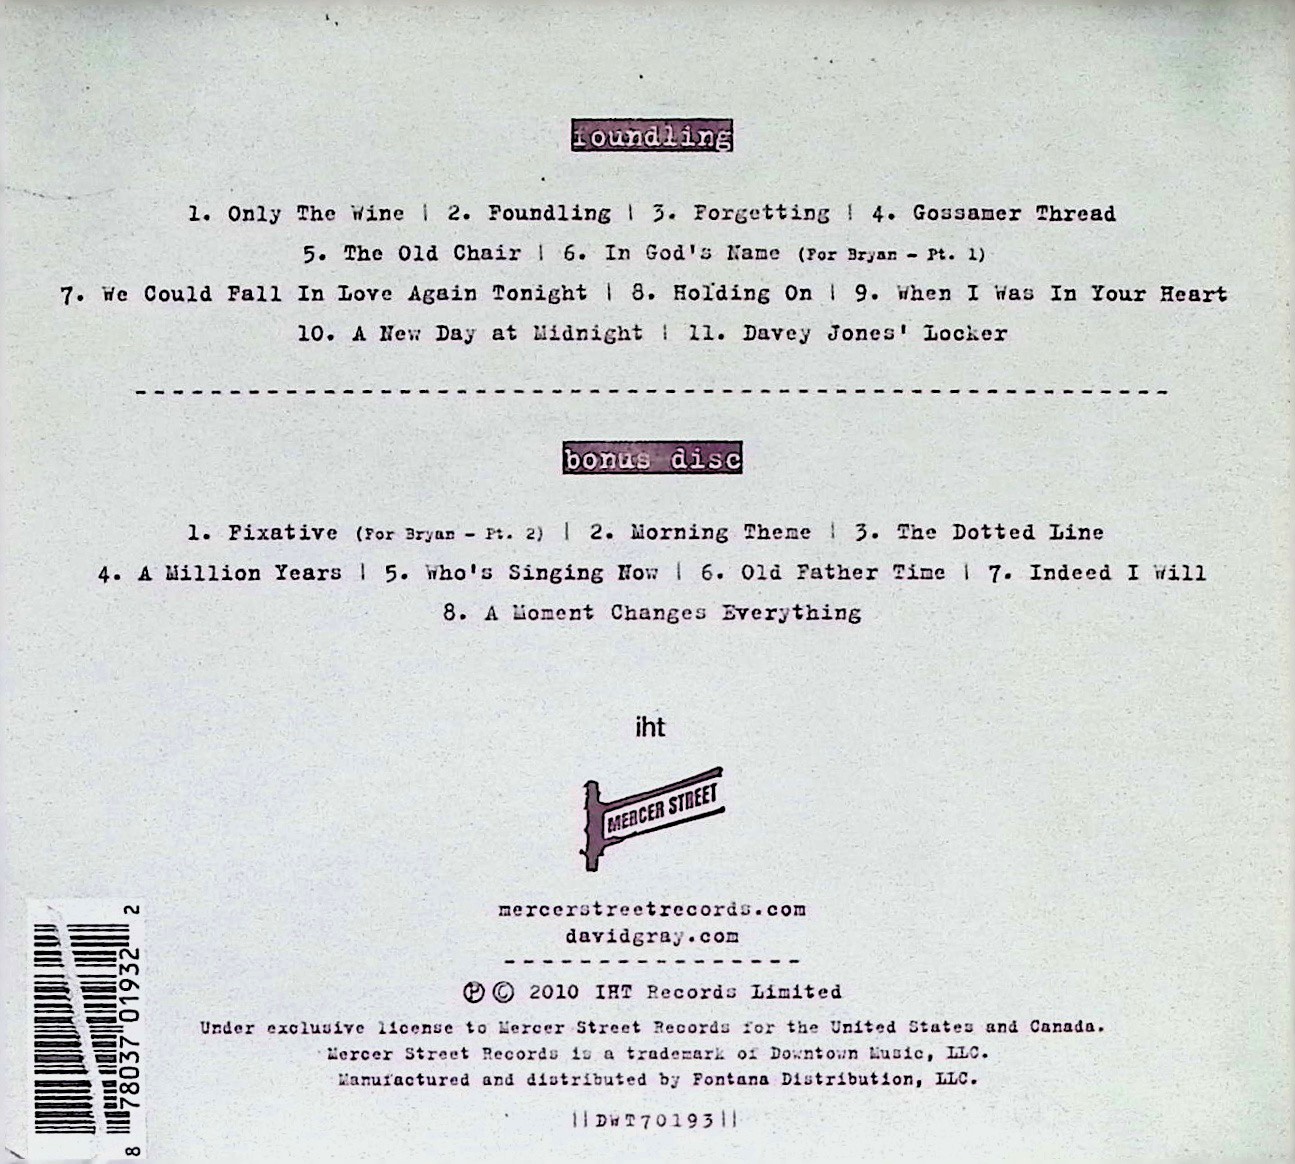 foundling
1. Only The Wine | 2. Foundling | 3. Forgetting | 4. Gossamer Thread
5. The Old Chair | 6. In God's Name (For Bryan - Pt. 1)
7. We Could Fall In Love Again Tonight | 8. Holding On | 9. When I Was In Your Heart
10. A New Day at Midnight | 11. Davey Jones' Locker
bonus disc
1. Fixative (For Bryan - Pt. 2) | 2. Morning Theme | 3. The Dotted Line
4. A Million Years | 5. Who's Singing Now | 6. Old Father Time | 7. Indeed I Will
8. A Moment Changes Everything
iht
MERCER STREET
mercerstreetrecords.com
davidgray.com
℗ © 2010 IHT Records Limited
Under exclusive license to Mercer Street Records for the United States and Canada.
Mercer Street Records is a trademark of Downtown Music, LLC.
Manufactured and distributed by Fontana Distribution, LLC.
||DWT70193||
8 78037 01932 2